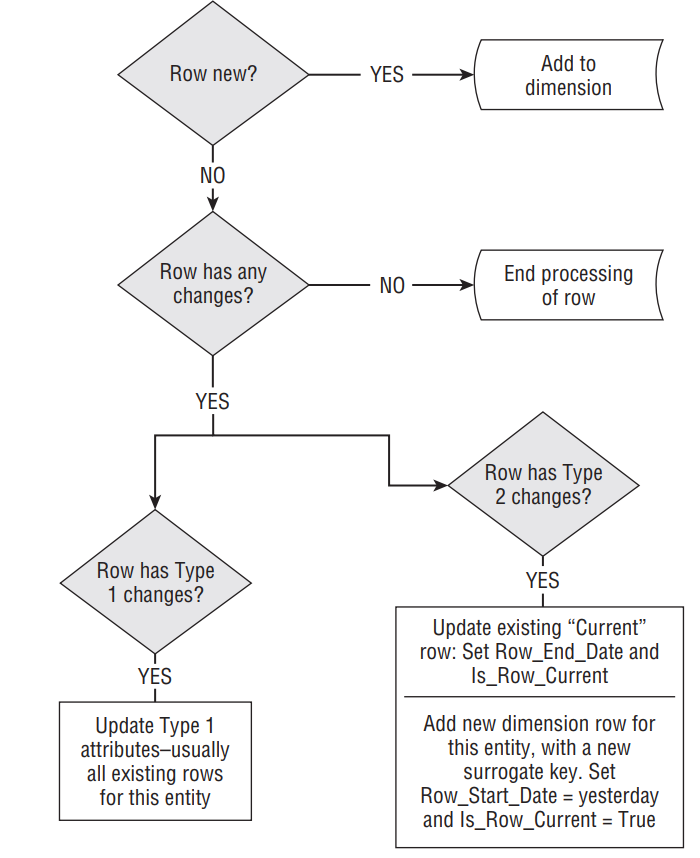 Row new?
YES
Add to
dimension
NO
Row has any
changes?
NO
End processing
of row
YES
Row has Type
2 changes?
Row has Type
1 changes?
YES
Update existing “Current”
row: Set Row_End_Date and
Is_Row_Current
Add new dimension row for
this entity, with a new
surrogate key. Set
Row_Start_Date = yesterday
and Is_Row_Current = True
YES
Update Type 1
attributes–usually
all existing rows
for this entity